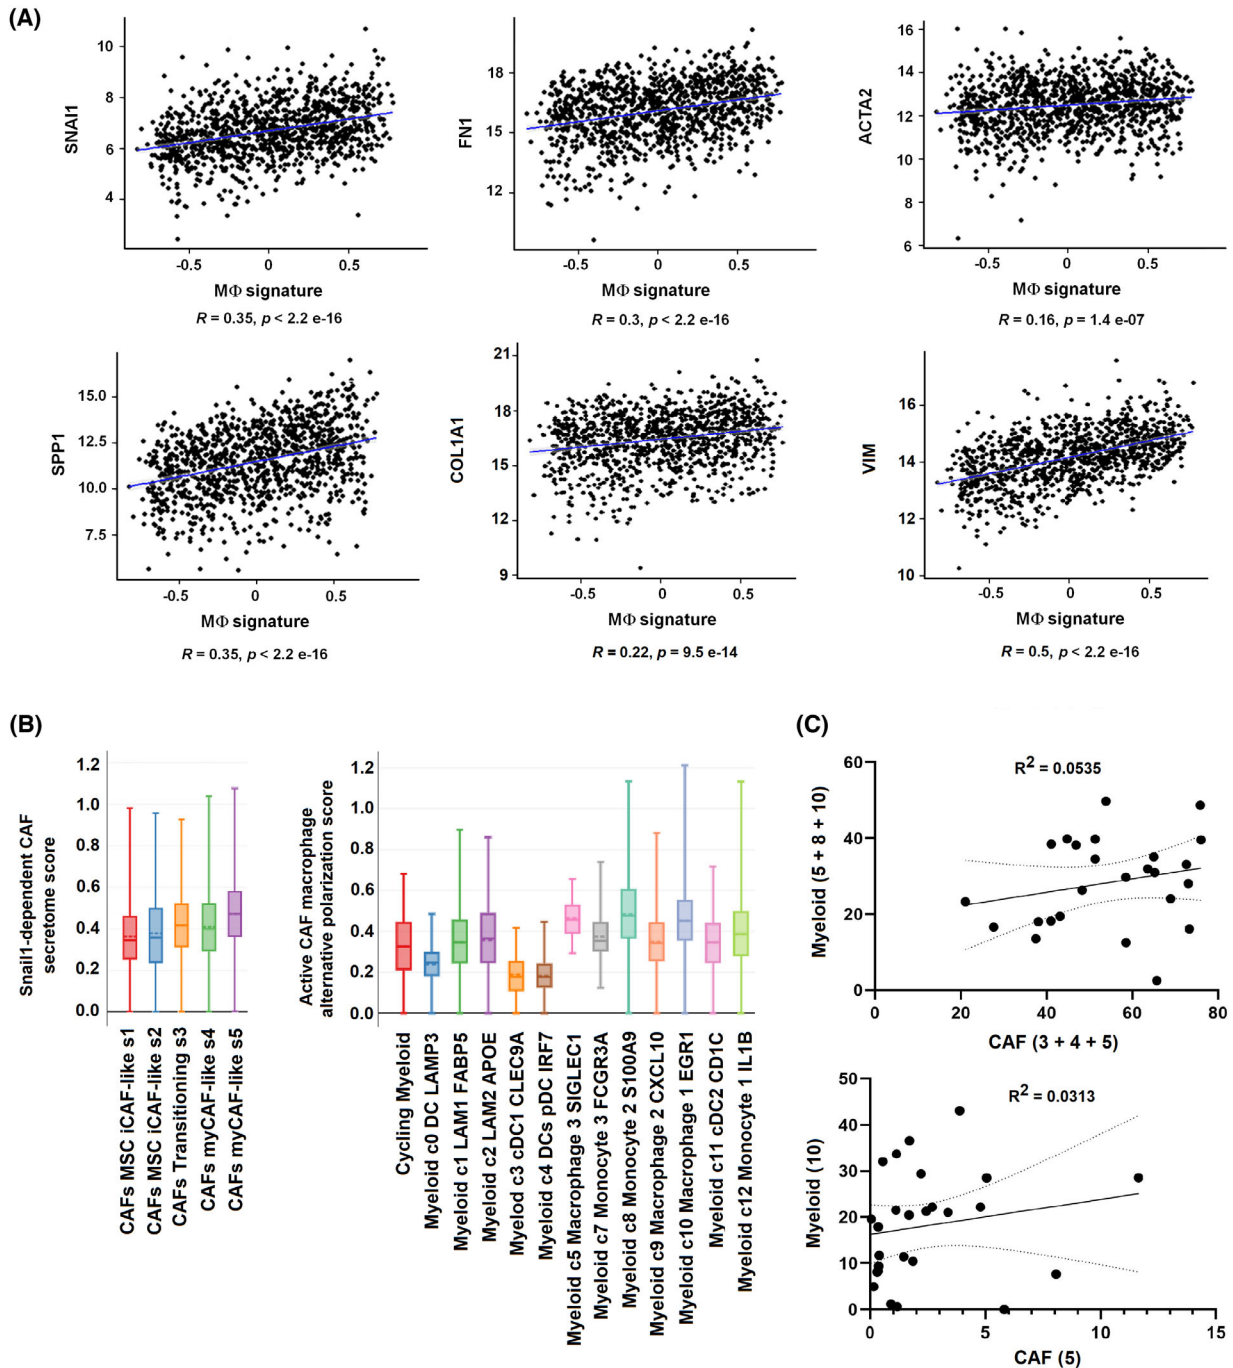 (A)
SNAI1
10
8
6
4
-0.5 0 0.5
MΦ signature
R = 0.35, p < 2.2 e-16
FN1
18
15
12
-0.5 0 0.5
MΦ signature
R = 0.3, p < 2.2 e-16
ACTA2
16
14
12
10
8
6
-0.5 0 0.5
MΦ signature
R = 0.16, p = 1.4 e-07
SPP1
15.0
12.5
10.0
7.5
-0.5 0 0.5
MΦ signature
R = 0.35, p < 2.2 e-16
COL1A1
21
18
15
12
9
-0.5 0 0.5
MΦ signature
R = 0.22, p = 9.5 e-14
VIM
16
14
12
10
-0.5 0 0.5
MΦ signature
R = 0.5, p < 2.2 e-16
(B)
Snail1-dependent CAF
secretome score
1.2
1.0
0.8
0.6
0.4
0.2
0.0
CAFs MSC iCAF-like s1
CAFs MSC iCAF-like s2
CAFs Transitioning s3
CAFs myCAF-like s4
CAFs myCAF-like s5
Active CAF macrophage
alternative polarization score
1.2
1.0
0.8
0.6
0.4
0.2
0.0
Cycling Myeloid
Myeloid c0 DC LAMP3
Myeloid c1 LAM1 FABP5
Myeloid c2 LAM2 APOE
Myeloid c3 cDC1 CLEC9A
Myeloid c4 DCs pDC IRF7
Myeloid c5 Macrophage 3 SIGLEC1
Myeloid c7 Monocyte 3 FCGR3A
Myeloid c8 Monocyte 2 S100A9
Myeloid c9 Macrophage 2 CXCL10
Myeloid c10 Macrophage 1 EGR1
Myeloid c11 cDC2 CD1C
Myeloid c12 Monocyte 1 IL1B
(C)
R2 = 0.0535
Myeloid (5 + 8 + 10)
60
40
20
0
0 20 40 60 80
CAF (3 + 4 + 5)
R2 = 0.0313
Myeloid (10)
50
40
30
20
10
0
0 5 10 15
CAF (5)